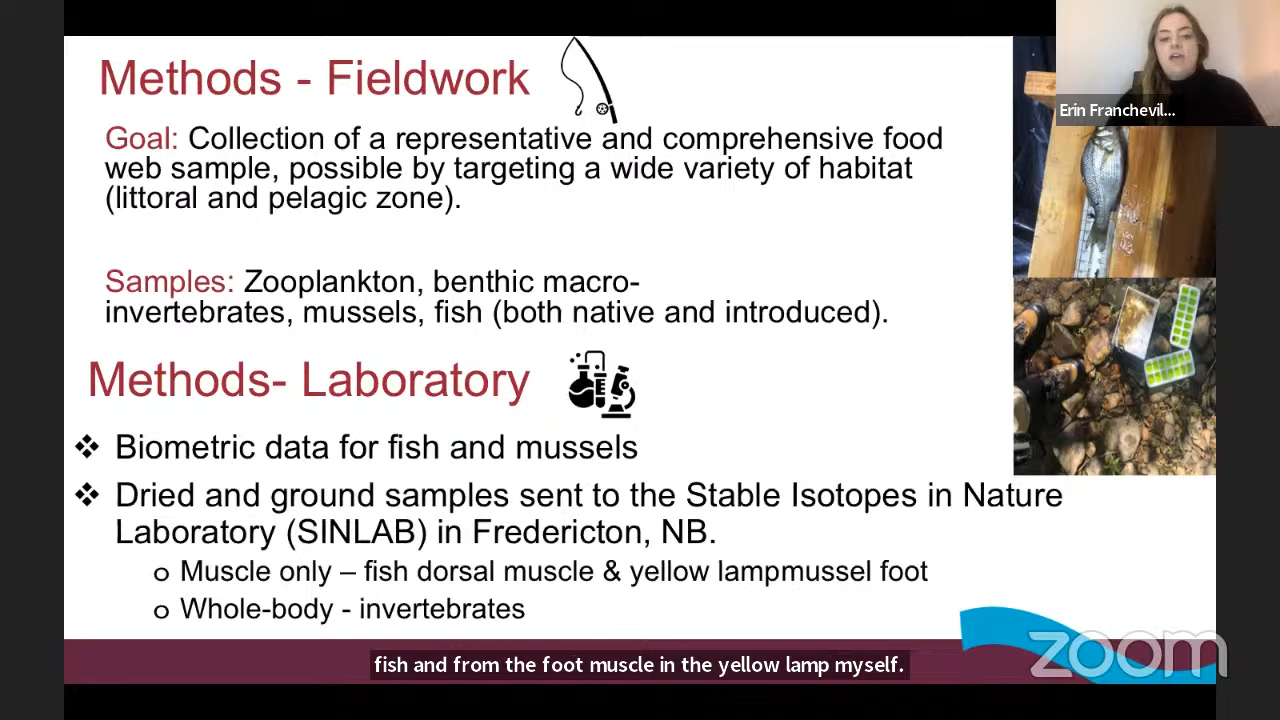 Methods - Fieldwork
Goal: Collection of a representative and comprehensive food
web sample, possible by targeting a wide variety of habitat
(littoral and pelagic zone).
Samples: Zooplankton, benthic macro-
invertebrates, mussels, fish (both native and introduced).
Methods- Laboratory
❖ Biometric data for fish and mussels
❖ Dried and ground samples sent to the Stable Isotopes in Nature
Laboratory (SINLAB) in Fredericton, NB.
o Muscle only – fish dorsal muscle & yellow lampmussel foot
o Whole-body - invertebrates
Erin Franchevil...
fish and from the foot muscle in the yellow lamp myself.
zoom